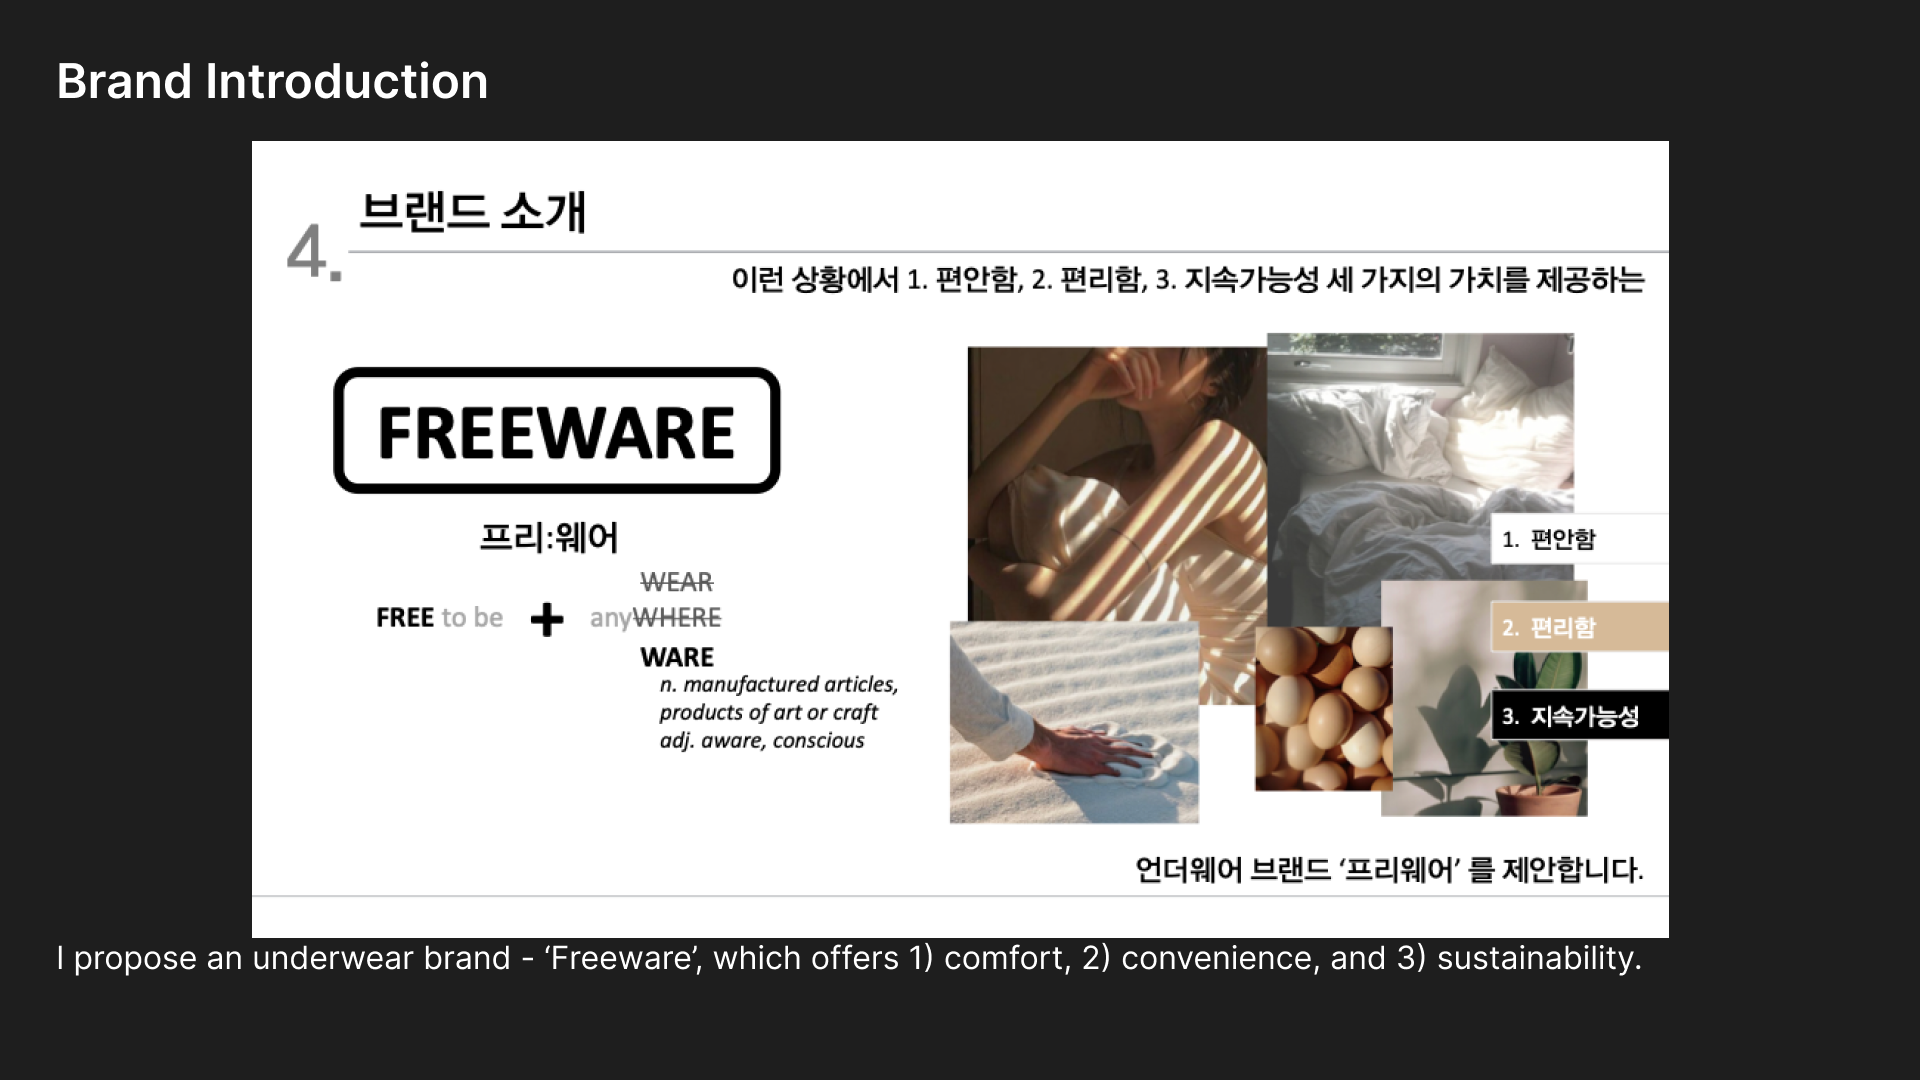 Brand Introduction
4.
브랜드 소개
이런 상황에서 1. 편안함, 2. 편리함, 3. 지속가능성 세 가지의 가치를 제공하는
FREEWARE
프리:웨어
WEAR
FREE to be + anyWHERE
WARE
n. manufactured articles,
products of art or craft
adj. aware, conscious
1. 편안함
2. 편리함
3. 지속가능성
언더웨어 브랜드 ‘프리웨어’ 를 제안합니다.
I propose an underwear brand - ‘Freeware’, which offers 1) comfort, 2) convenience, and 3) sustainability.